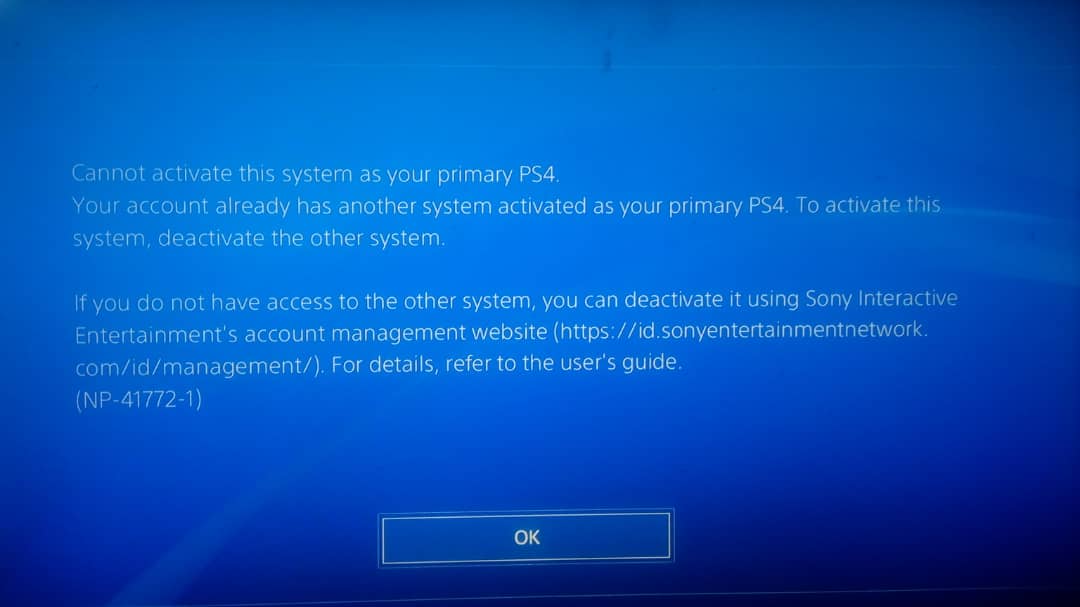 Cannot activate this system as your primary PS4.
Your account already has another system activated as your primary PS4. To activate this
system, deactivate the other system.
If you do not have access to the other system, you can deactivate it using Sony Interactive
Entertainment's account management website (https://id.sonyentertainmentnetwork.
com/id/management/). For details, refer to the user's guide.
(NP-41772-1)
OK